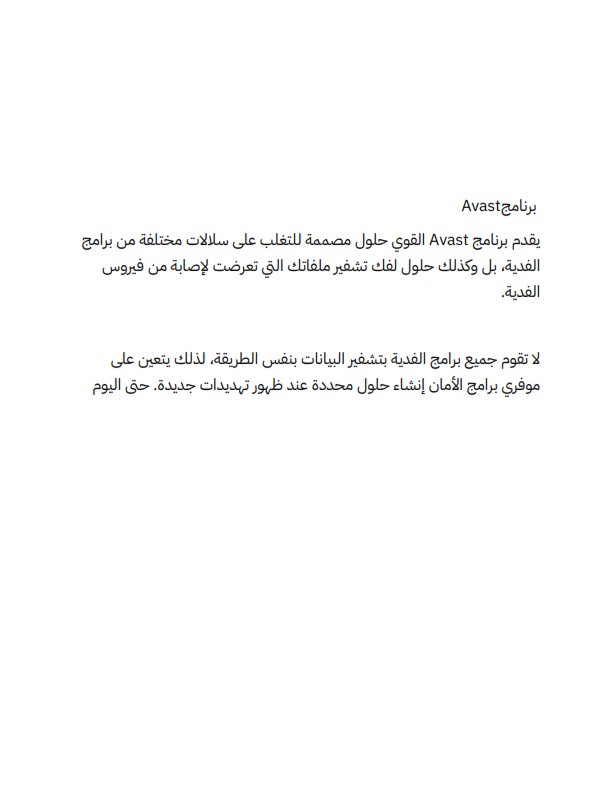 برنامجAvast
يقدم برنامج Avast القوي حلول مصممة للتغلب على سلالات مختلفة من برامج
الفدية، بل وكذلك حلول لفك تشفير ملفاتك التي تعرضت لإصابة من فيروس
الفدية.
لا تقوم جميع برامج الفدية بتشفير البيانات بنفس الطريقة، لذلك يتعين على
موفري برامج الأمان إنشاء حلول محددة عند ظهور تهديدات جديدة. حتى اليوم